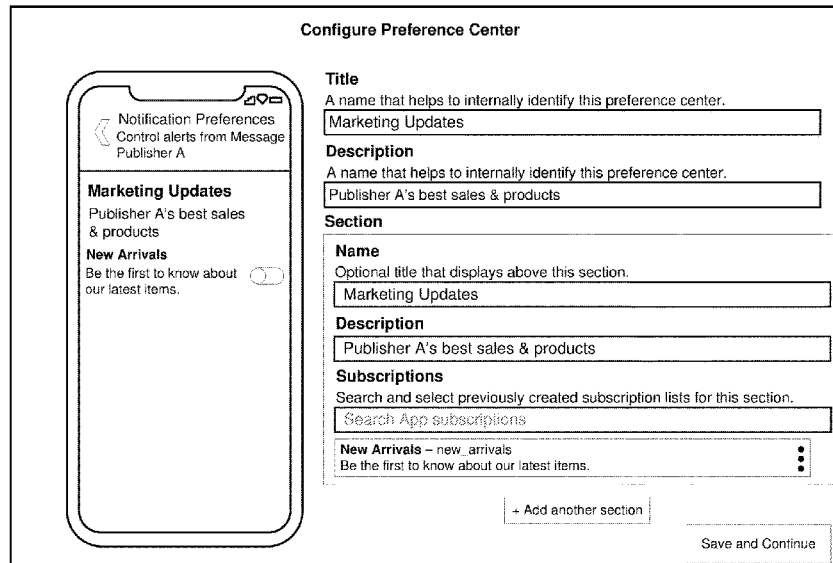 Configure Preference Center
Notification Preferences
Control alerts from Message
Publisher A
Marketing Updates
Publisher A's best sales
& products
New Arrivals
Be the first to know about
our latest items.
Title
A name that helps to internally identify this preference center.
Marketing Updates
Description
A name that helps to internally identify this preference center.
Publisher A's best sales & products
Section
Name
Optional title that displays above this section.
Marketing Updates
Description
Publisher A's best sales & products
Subscriptions
Search and select previously created subscription lists for this section.
Search App subscriptions
New Arrivals – new_arrivals
Be the first to know about our latest items.
+ Add another section
Save and Continue